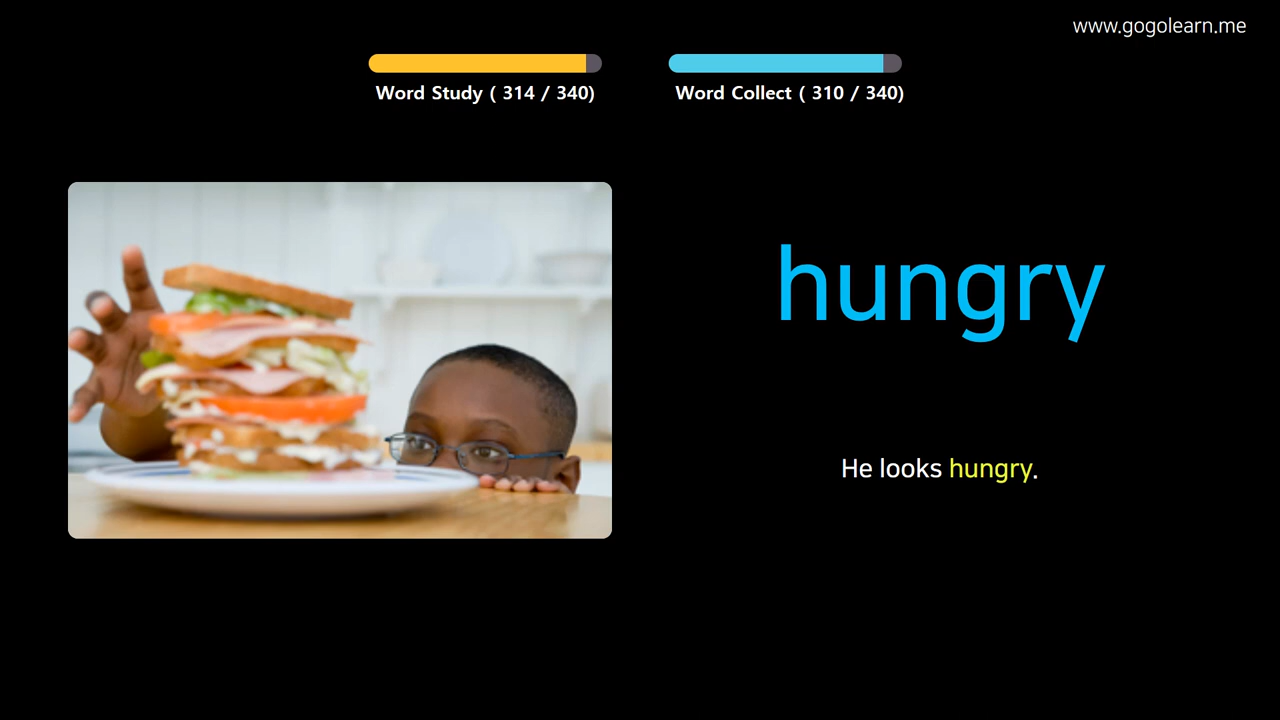 www.gogolearn.me
Word Study ( 314 / 340)
Word Collect ( 310 / 340)
hungry
He looks hungry.